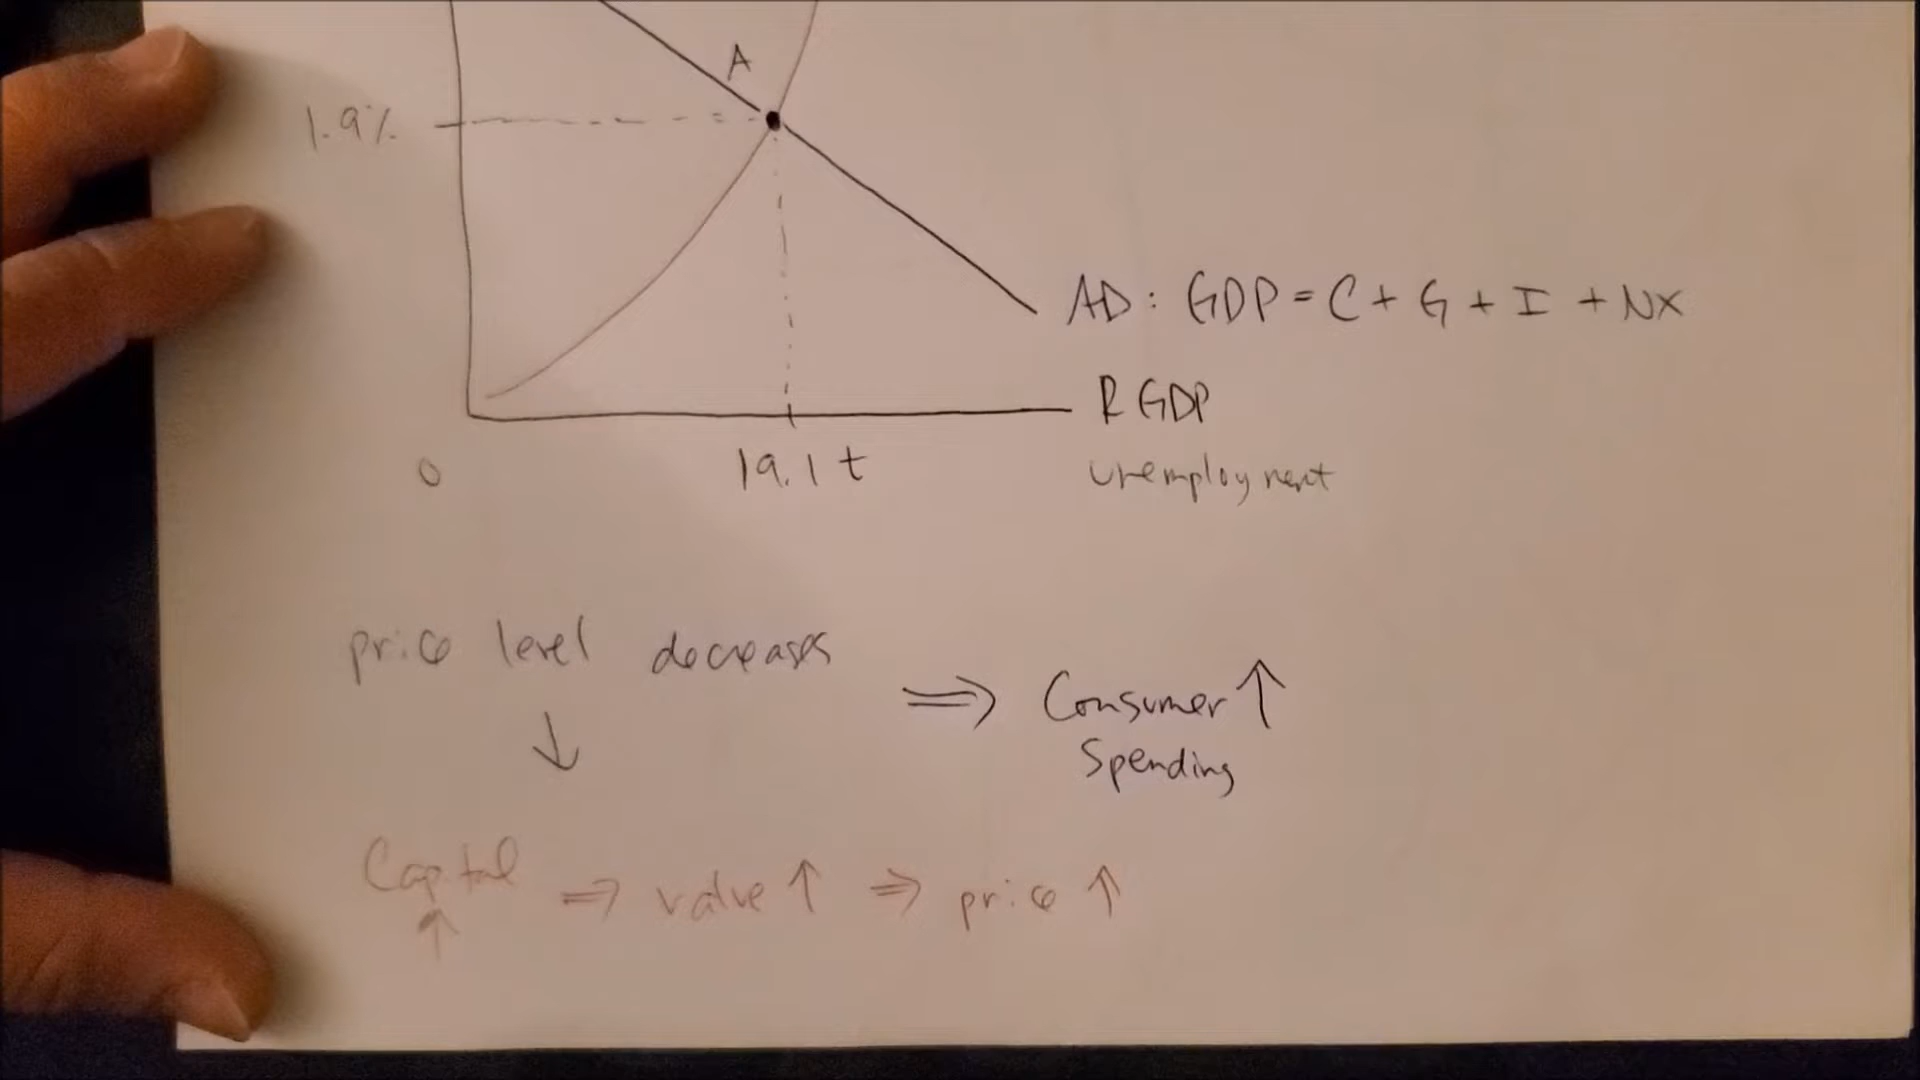 A
1.9%
AD: GDP = C + G + I + NX
R GDP
0
19.1 t
unemployment
price level decreases
⇒ Consumer ↑
Spending
↓
Capital ⇒ value ↑ ⇒ price ↑
↑